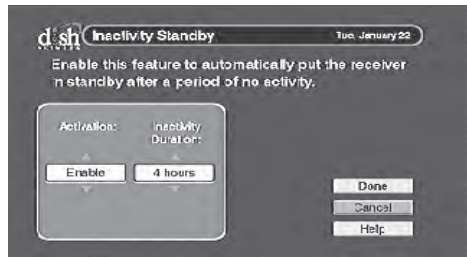 dish NETWORK
Inactivity Standby
Tue, January 22
Enable this feature to automatically put the receiver
in standby after a period of no activity.
Activation:
Inactivity
Duration:
Enable
4 hours
Done
Cancel
Help